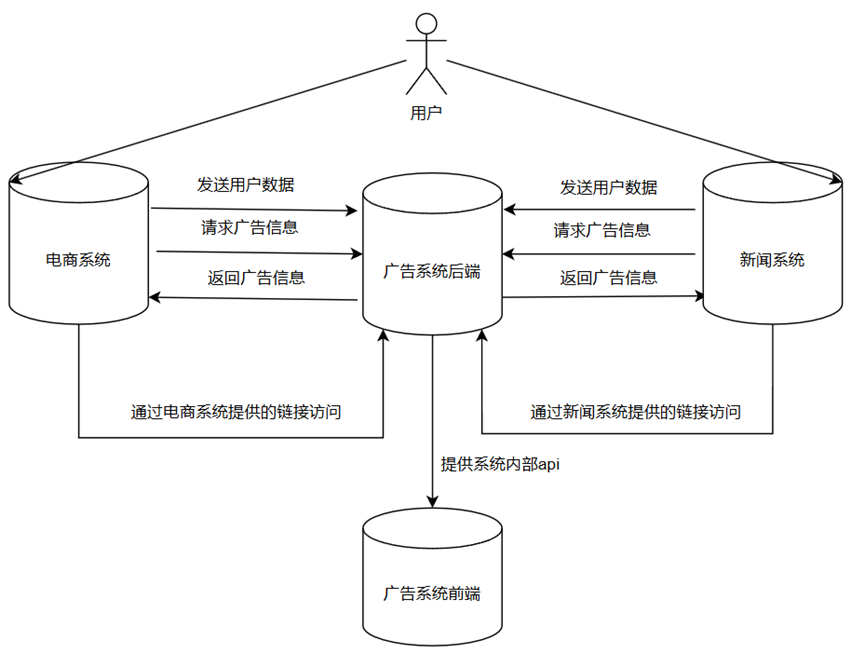 用户
发送用户数据
发送用户数据
请求广告信息
请求广告信息
电商系统
广告系统后端
新闻系统
返回广告信息
返回广告信息
通过电商系统提供的链接访问
通过新闻系统提供的链接访问
提供系统内部api
广告系统前端